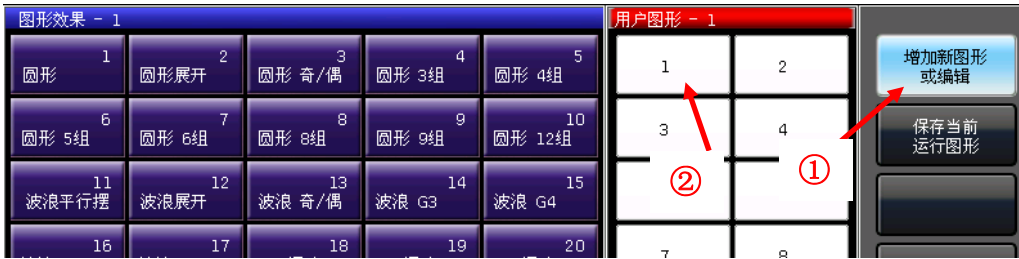 图形效果 - 1
用户图形 - 1
1
圆形
2
圆形展开
3
圆形 奇/偶
4
圆形 3组
5
圆形 4组
1
2
增加新图形
或编辑
6
圆形 5组
7
圆形 6组
8
圆形 8组
9
圆形 9组
10
圆形 12组
3
4
保存当前
运行图形
②
①
11
波浪平行摆
12
波浪展开
13
波浪 奇/偶
14
波浪 G3
15
波浪 G4
16
17
18
19
20
7
8